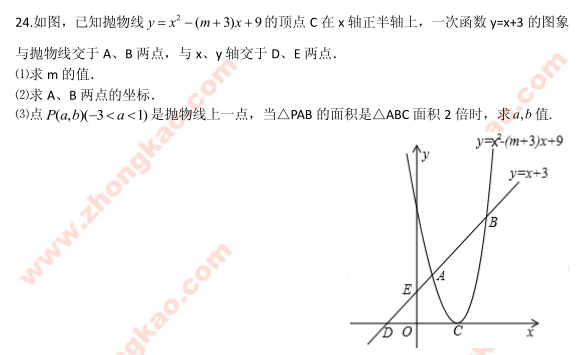 24.如图，已知抛物线 y=x²-(m+3)x+9 的顶点 C 在 x 轴正半轴上，一次函数 y=x+3 的图象
与抛物线交于 A、B 两点，与 x、y 轴交于 D、E 两点．
⑴求 m 的值．
⑵求 A、B 两点的坐标．
⑶点 P(a,b)(-3<a<1) 是抛物线上一点，当△PAB 的面积是△ABC 面积 2 倍时，求 a,b 值.
y=x²-(m+3)x+9
y
y=x+3
B
A
E
D O C x
www.zhongkao.com
www.zhongkao.com